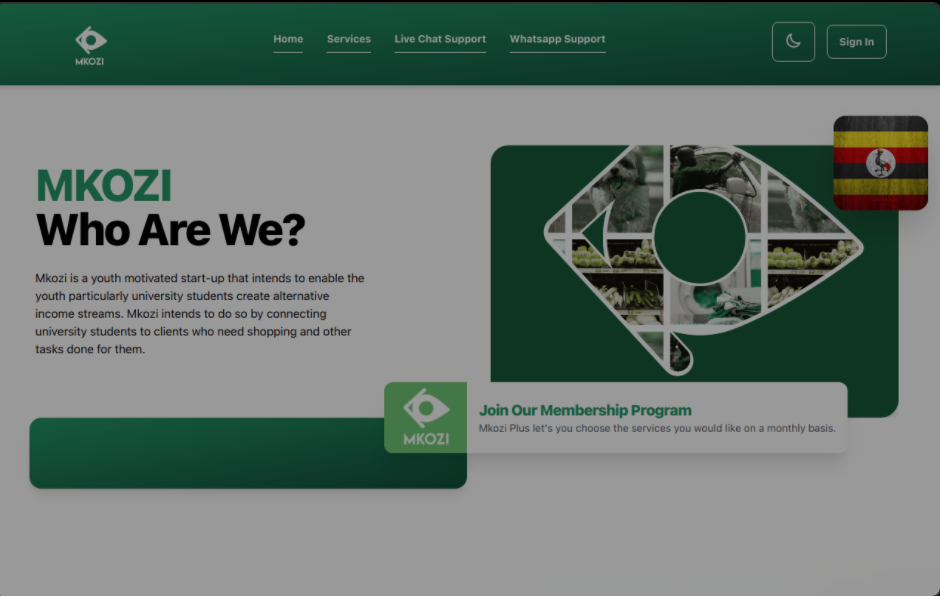 MKOZI
Home
Services
Live Chat Support
Whatsapp Support
Sign In
MKOZI
Who Are We?
Mkozi is a youth motivated start-up that intends to enable the
youth particularly university students create alternative
income streams. Mkozi intends to do so by connecting
university students to clients who need shopping and other
tasks done for them.
MKOZI
Join Our Membership Program
Mkozi Plus let's you choose the services you would like on a monthly basis.